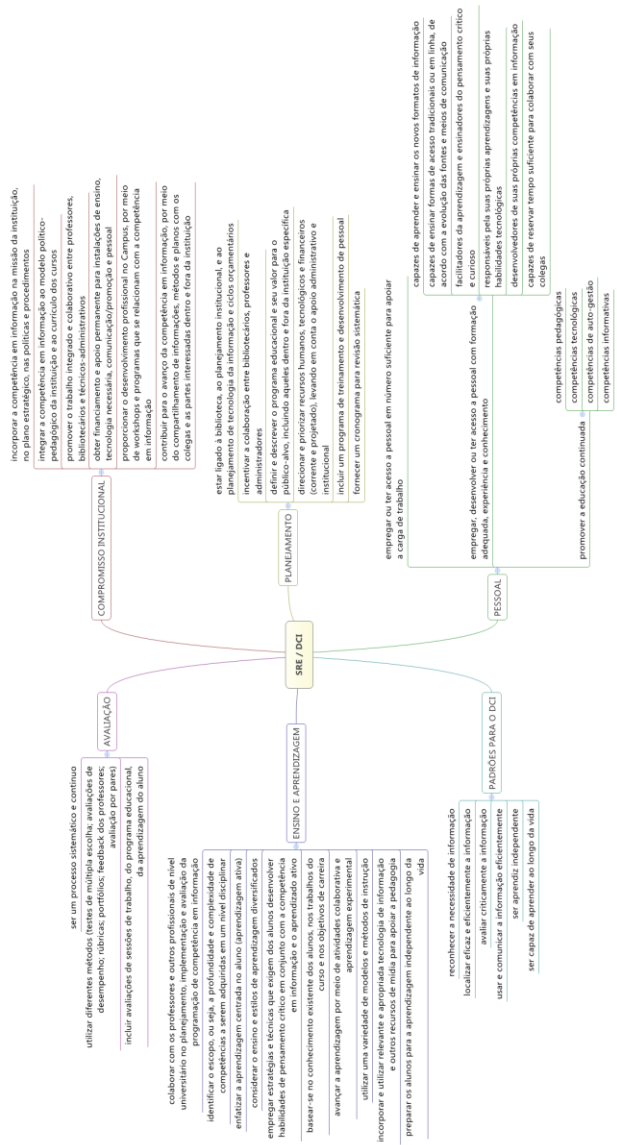 SRE / DCI
COMPROMISSO INSTITUCIONAL
incorporar a competência em informação na missão da instituição,
no plano estratégico, nas políticas e procedimentos
integrar a competência em informação ao modelo político-
pedagógico da instituição e ao currículo dos cursos
promover o trabalho integrado e colaborativo entre professores,
bibliotecários e técnicos-administrativos
obter financiamento e apoio permanente para instalações de ensino,
tecnologia necessária, comunicação/promoção e pessoal
proporcionar o desenvolvimento profissional no Campus, por meio
de workshops e programas que se relacionam com a competência
em informação
contribuir para o avanço da competência em informação, por meio
do compartilhamento de informações, métodos e planos com os
colegas e as partes interessadas dentro e fora da instituição
PLANEJAMENTO
estar ligado à biblioteca, ao planejamento institucional, e ao
planejamento de tecnologia da informação e ciclos orçamentários
incentivar a colaboração entre bibliotecários, professores e
administradores
definir e descrever o programa educacional e seu valor para o
público-alvo, incluindo aqueles dentro e fora da instituição específica
direcionar e priorizar recursos humanos, tecnológicos e financeiros
(corrente e projetado), levando em conta o apoio administrativo e
institucional
incluir um programa de treinamento e desenvolvimento de pessoal
fornecer um cronograma para revisão sistemática
PESSOAL
empregar ou ter acesso a pessoal em número suficiente para apoiar
a carga de trabalho
empregar, desenvolver ou ter acesso a pessoal com formação
adequada, experiência e conhecimento
capazes de aprender e ensinar os novos formatos de informação
capazes de ensinar formas de acesso tradicionais ou em linha, de
acordo com a evolução das fontes e meios de comunicação
facilitadores da aprendizagem e ensinadores do pensamento crítico
e curioso
responsáveis pela suas próprias aprendizagens e suas próprias
habilidades tecnológicas
desenvolvedores de suas próprias competências em informação
capazes de reservar tempo suficiente para colaborar com seus
colegas
promover a educação continuada
competências pedagógicas
competências tecnológicas
competências de auto-gestão
competências informativas
AVALIAÇÃO
ser um processo sistemático e contínuo
utilizar diferentes métodos (testes de múltipla escolha; avaliações de
desempenho; rubricas; portfólios; feedback dos professores;
avaliação por pares)
incluir avaliações de sessões de trabalho, do programa educacional,
da aprendizagem do aluno
ENSINO E APRENDIZAGEM
colaborar com os professores e outros profissionais de nível
universitário no planejamento, implementação e avaliação da
programação de competência em informação
identificar o escopo, ou seja, a profundidade e complexidade de
competências a serem adquiridas em um nível disciplinar
enfatizar a aprendizagem centrada no aluno (aprendizagem ativa)
considerar o ensino e estilos de aprendizagem diversificados
empregar estratégias e técnicas que exigem dos alunos desenvolver
habilidades de pensamento crítico em conjunto com a competência
em informação e o aprendizado ativo
basear-se no conhecimento existente dos alunos, nos trabalhos do
curso e nos objetivos de carreira
avançar a aprendizagem por meio de atividades colaborativa e
aprendizagem experimental
utilizar uma variedade de modelos e métodos de instrução
incorporar e utilizar relevante e apropriada tecnologia de informação
e outros recursos de mídia para apoiar a pedagogia
preparar os alunos para a aprendizagem independente ao longo da
vida
PADRÕES PARA O DCI
reconhecer a necessidade de informação
localizar eficaz e eficientemente a informação
avaliar criticamente a informação
usar e comunicar a informação eficientemente
ser aprendiz independente
ser capaz de aprender ao longo da vida